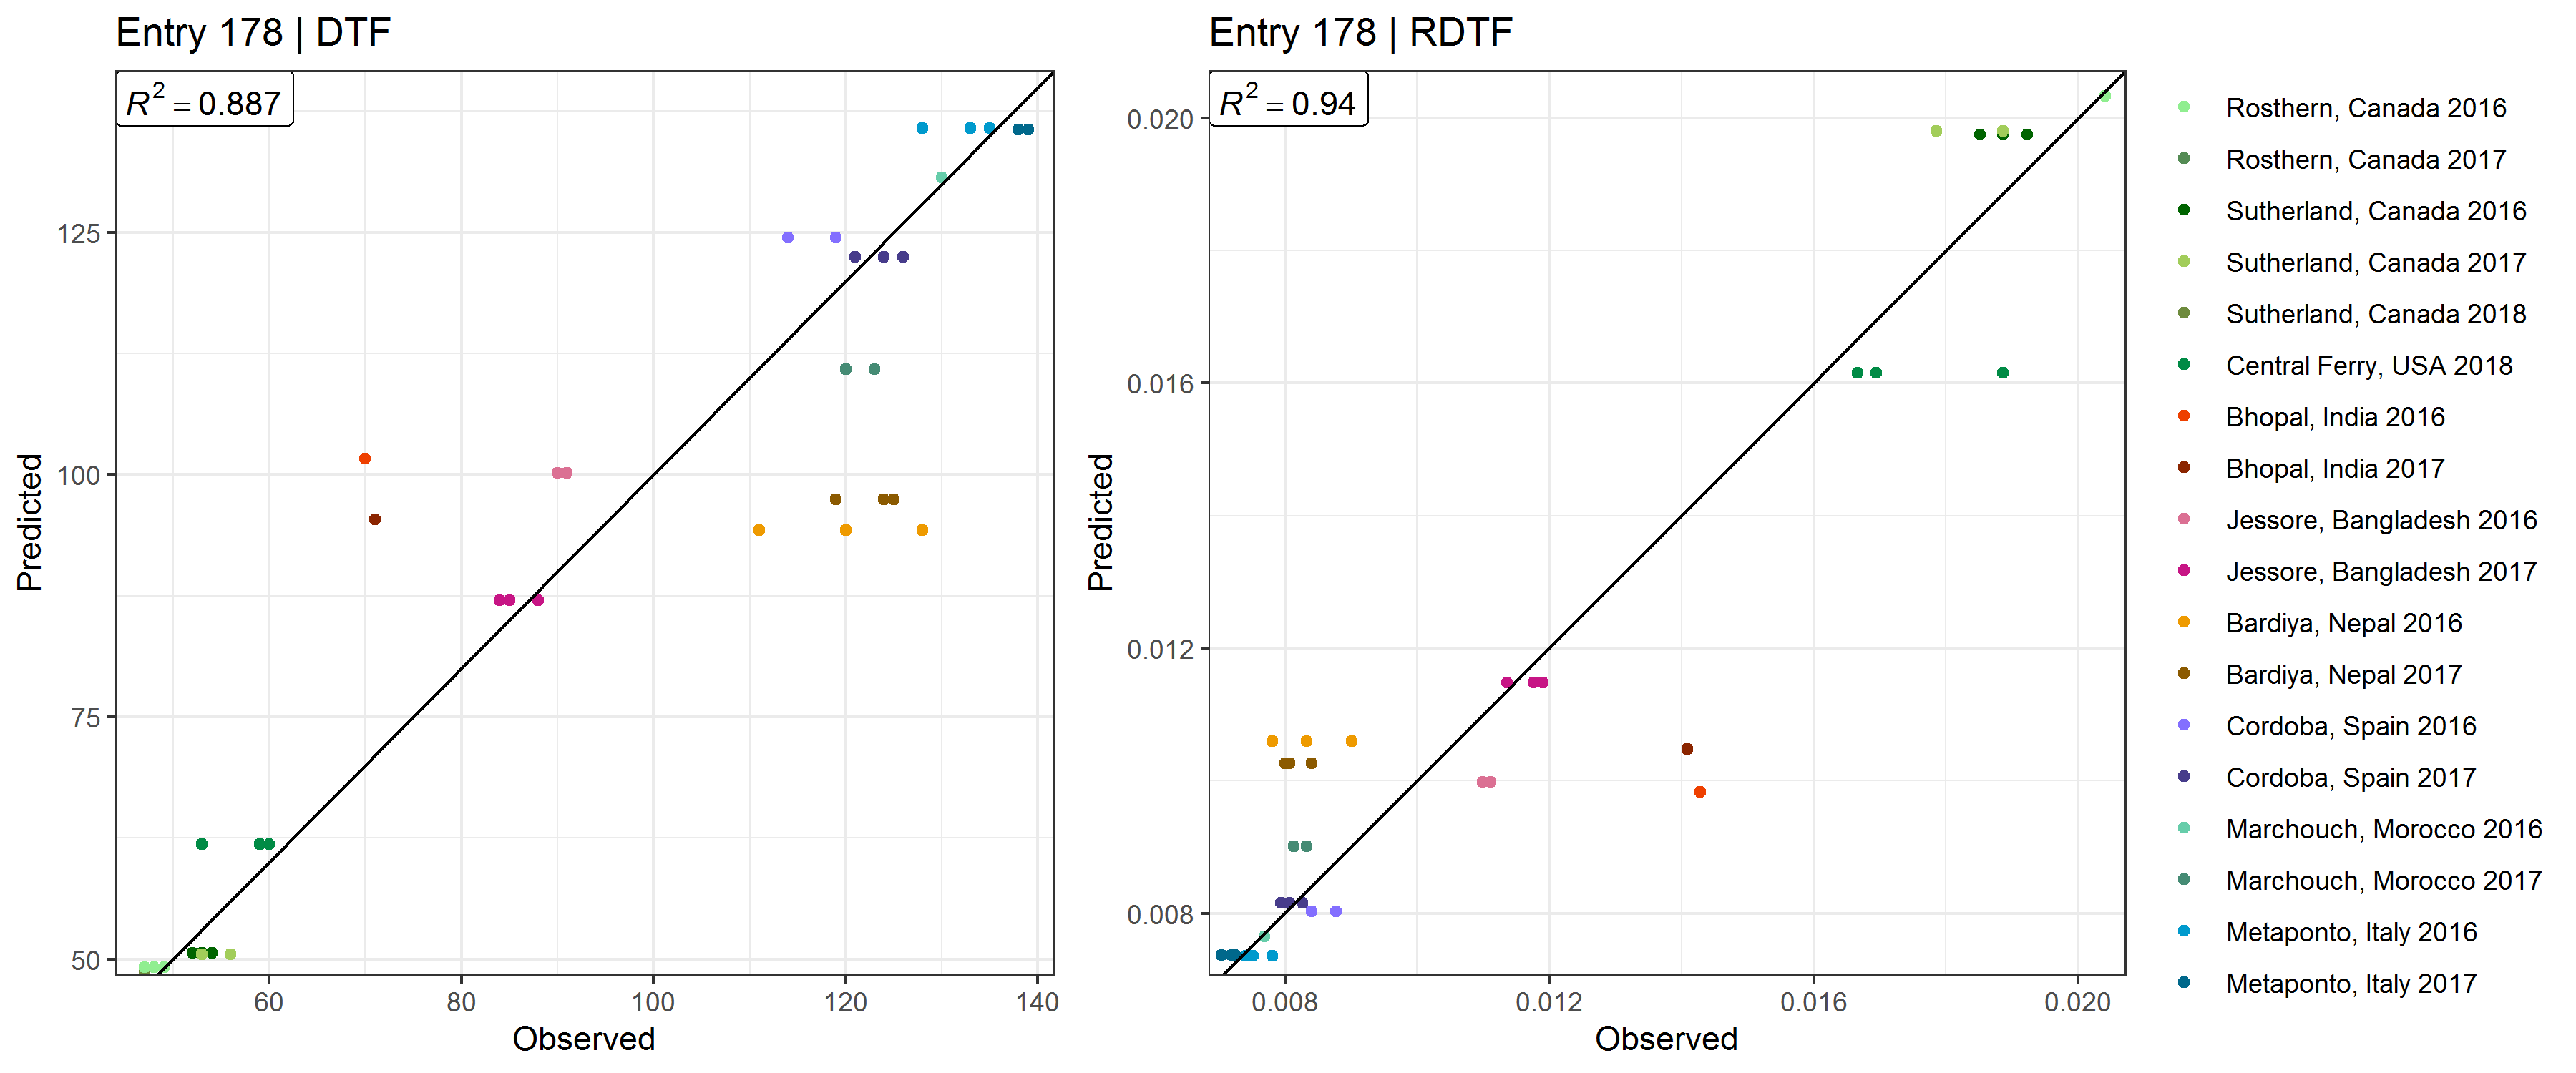 Entry 178 | DTF
R² = 0.887
125
100
75
50
Predicted
60 80 100 120 140
Observed
Entry 178 | RDTF
R² = 0.94
0.020
0.016
0.012
0.008
Predicted
0.008 0.012 0.016 0.020
Observed
Rosthern, Canada 2016
Rosthern, Canada 2017
Sutherland, Canada 2016
Sutherland, Canada 2017
Sutherland, Canada 2018
Central Ferry, USA 2018
Bhopal, India 2016
Bhopal, India 2017
Jessore, Bangladesh 2016
Jessore, Bangladesh 2017
Bardiya, Nepal 2016
Bardiya, Nepal 2017
Cordoba, Spain 2016
Cordoba, Spain 2017
Marchouch, Morocco 2016
Marchouch, Morocco 2017
Metaponto, Italy 2016
Metaponto, Italy 2017